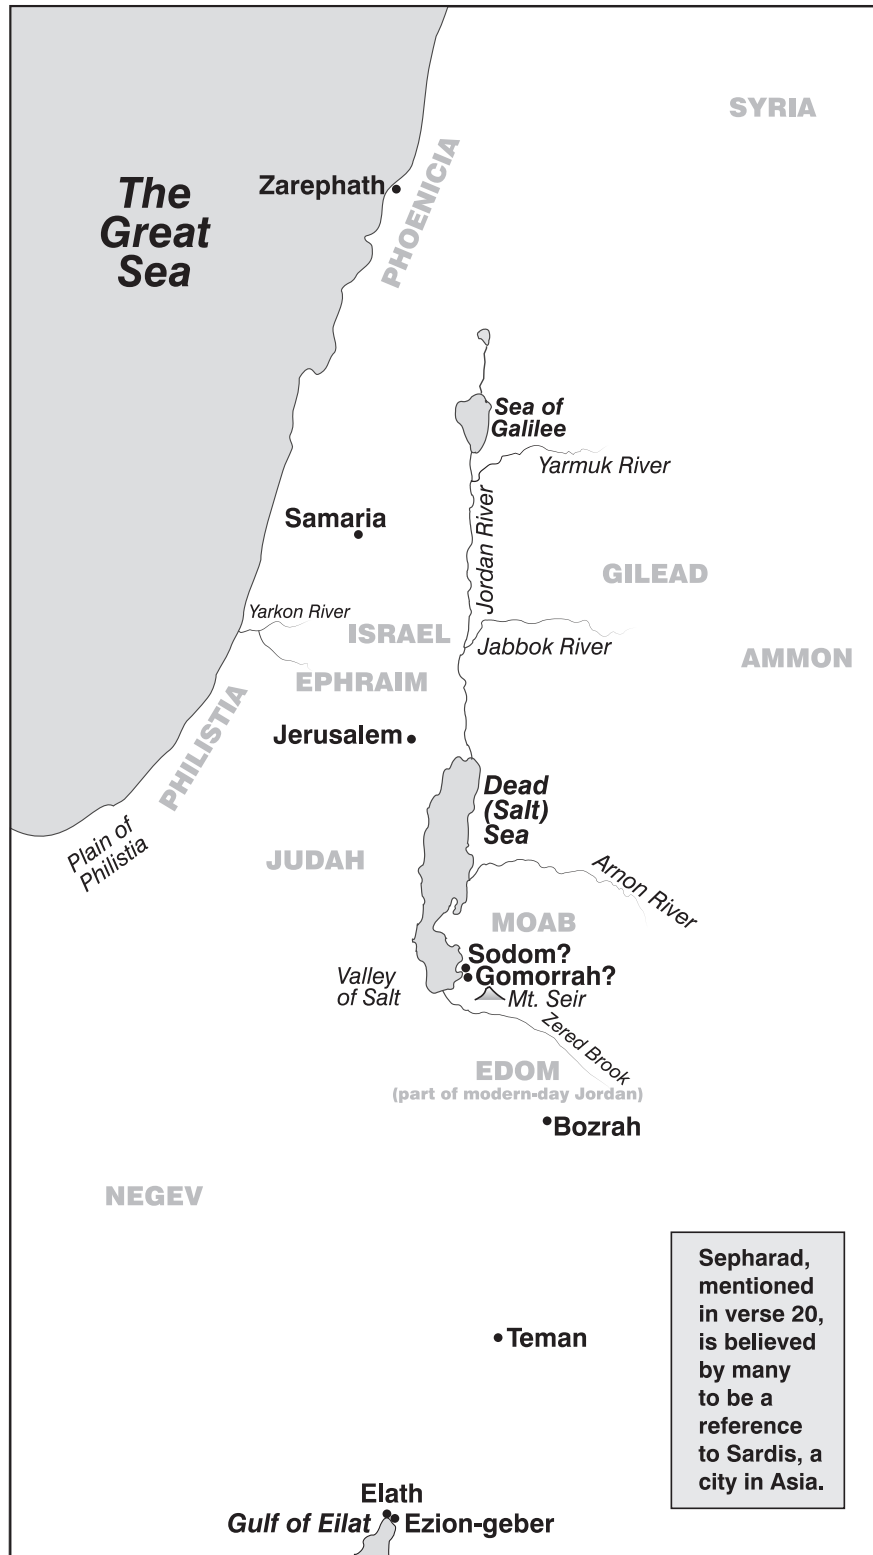 SYRIA
PHOENICIA
Zarephath
The
Great
Sea
Sea of
Galilee
Yarmuk River
Jordan River
Samaria
GILEAD
Yarkon River
ISRAEL
Jabbok River
AMMON
EPHRAIM
PHILISTIA
Jerusalem
Dead
(Salt)
Sea
Plain of
Philistia
JUDAH
Arnon River
MOAB
Sodom?
Gomorrah?
Valley
of Salt
Mt. Seir
Zered Brook
EDOM
(part of modern-day Jordan)
Bozrah
NEGEV
Sepharad,
mentioned
in verse 20,
is believed
by many
to be a
reference
to Sardis, a
city in Asia.
Teman
Elath
Gulf of Eilat
Ezion-geber